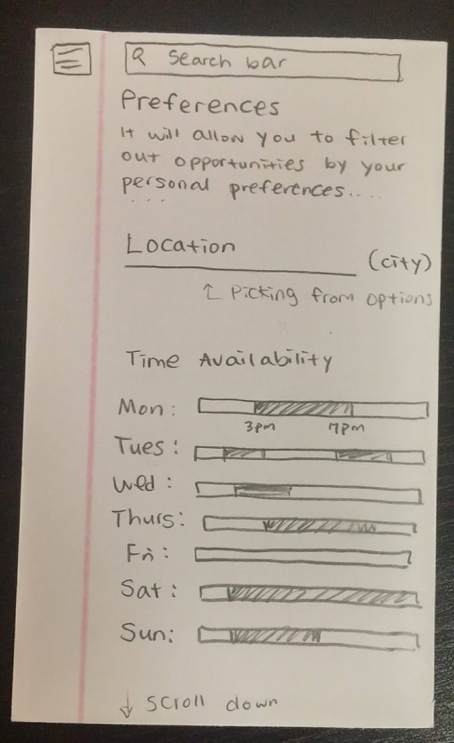 Search bar
Preferences
It will allow you to filter
out opportunities by your
personal preferences....
...
Location
(city)
↑ Picking from options
Time Availability
Mon:
3pm 7pm
Tues:
Wed:
Thurs:
Fri:
Sat:
Sun:
↓ Scroll down